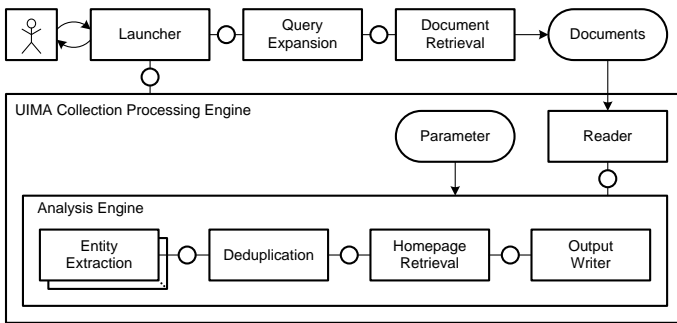 Launcher
Query
Expansion
Document
Retrieval
Documents
UIMA Collection Processing Engine
Parameter
Reader
Analysis Engine
Entity
Extraction
Deduplication
Homepage
Retrieval
Output
Writer